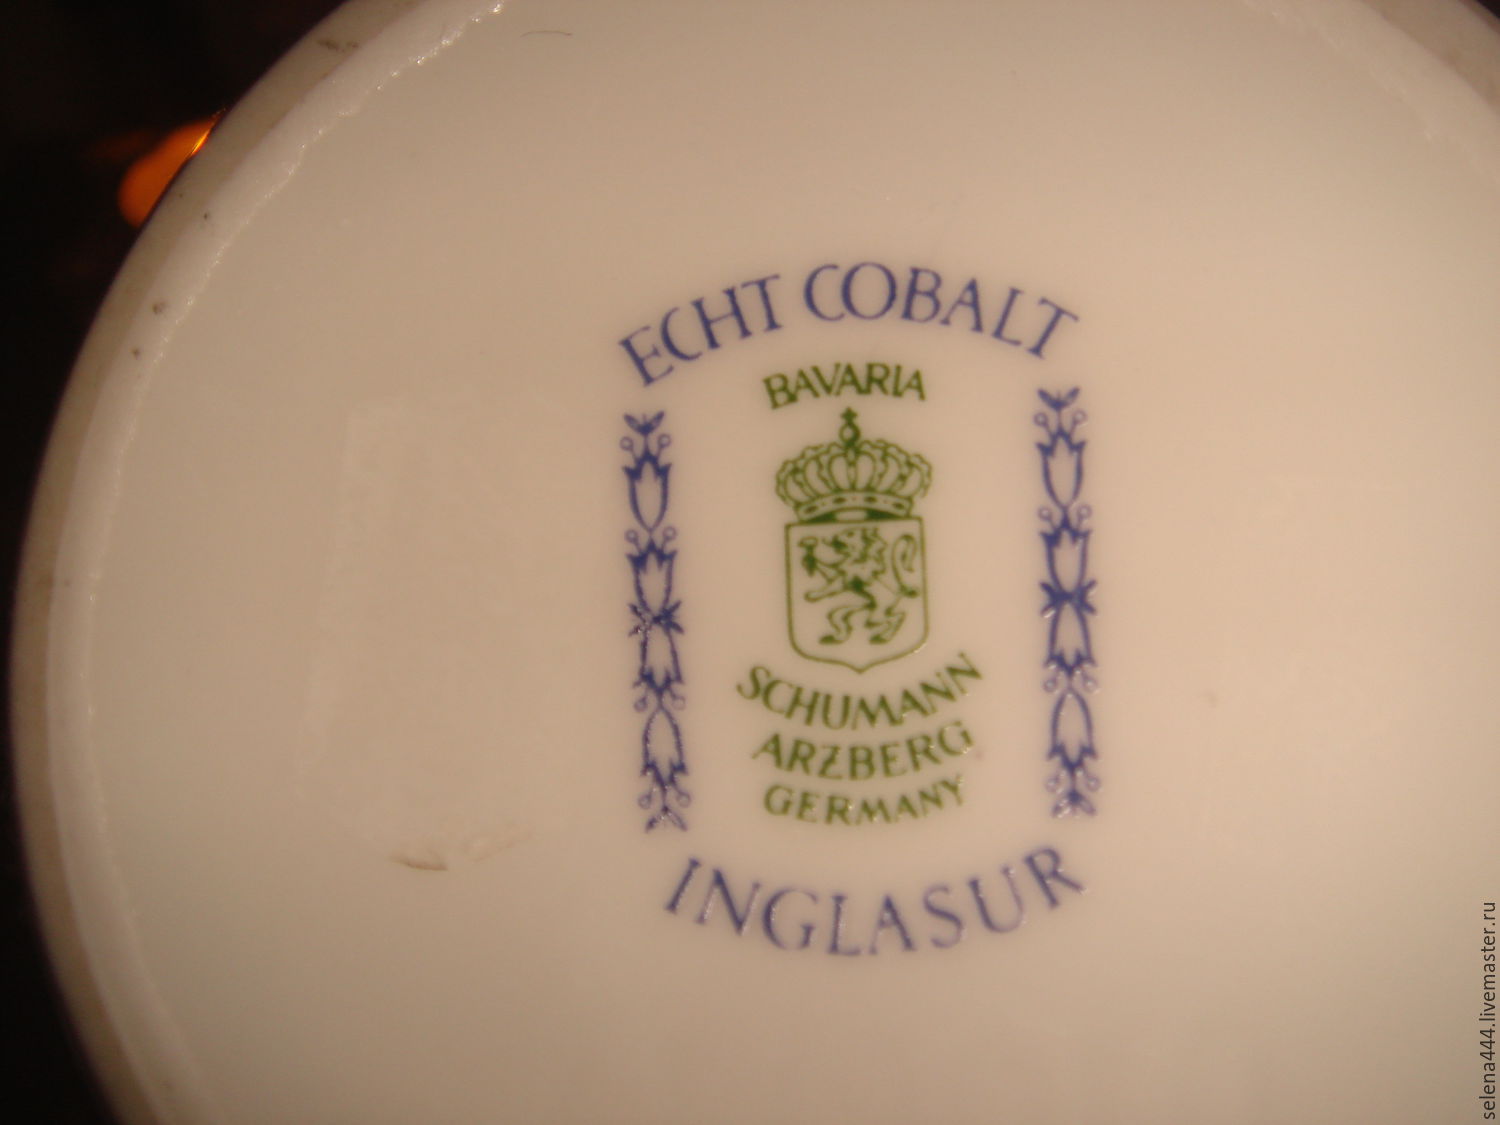 ECHT COBALT
BAVARIA
SCHUMANN
ARZBERG
GERMANY
INGLASUR
selena444.livemaster.ru